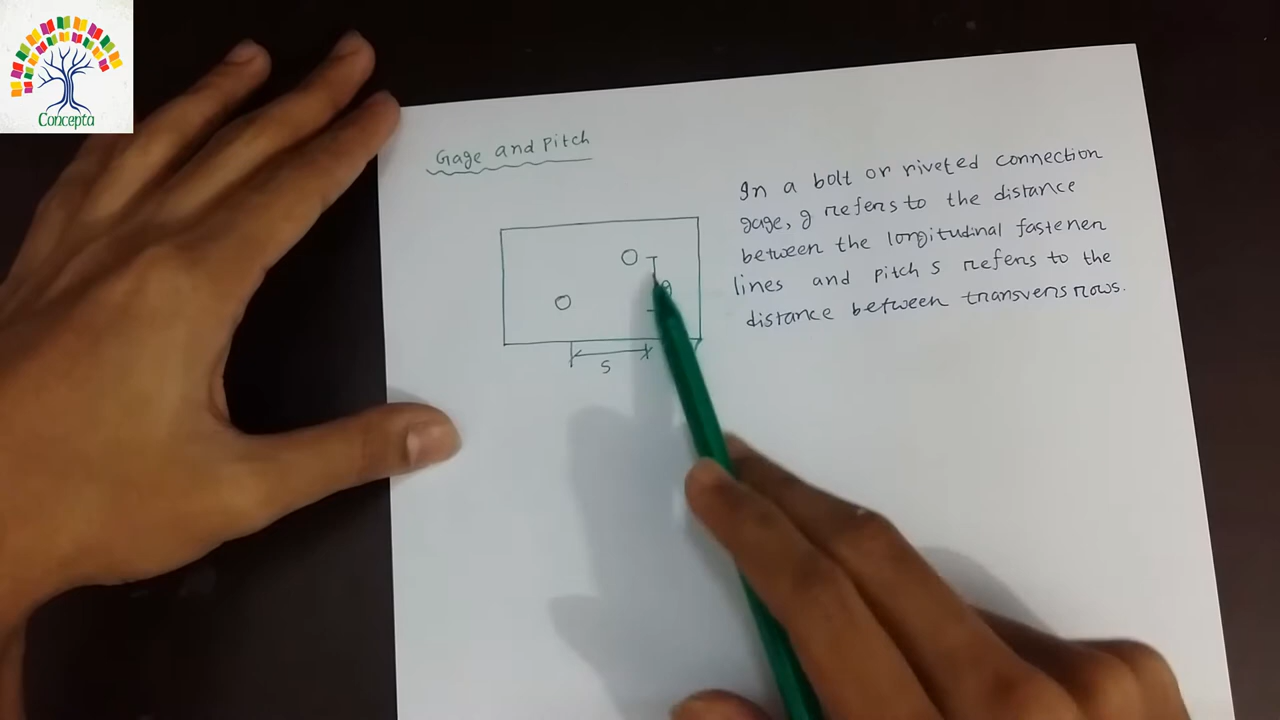 Concepta
Gage and Pitch
In a bolt or riveted connection
gage, g refers to the distance
between the longitudinal fastener
lines and pitch s refers to the
distance between transvers rows.
g
s